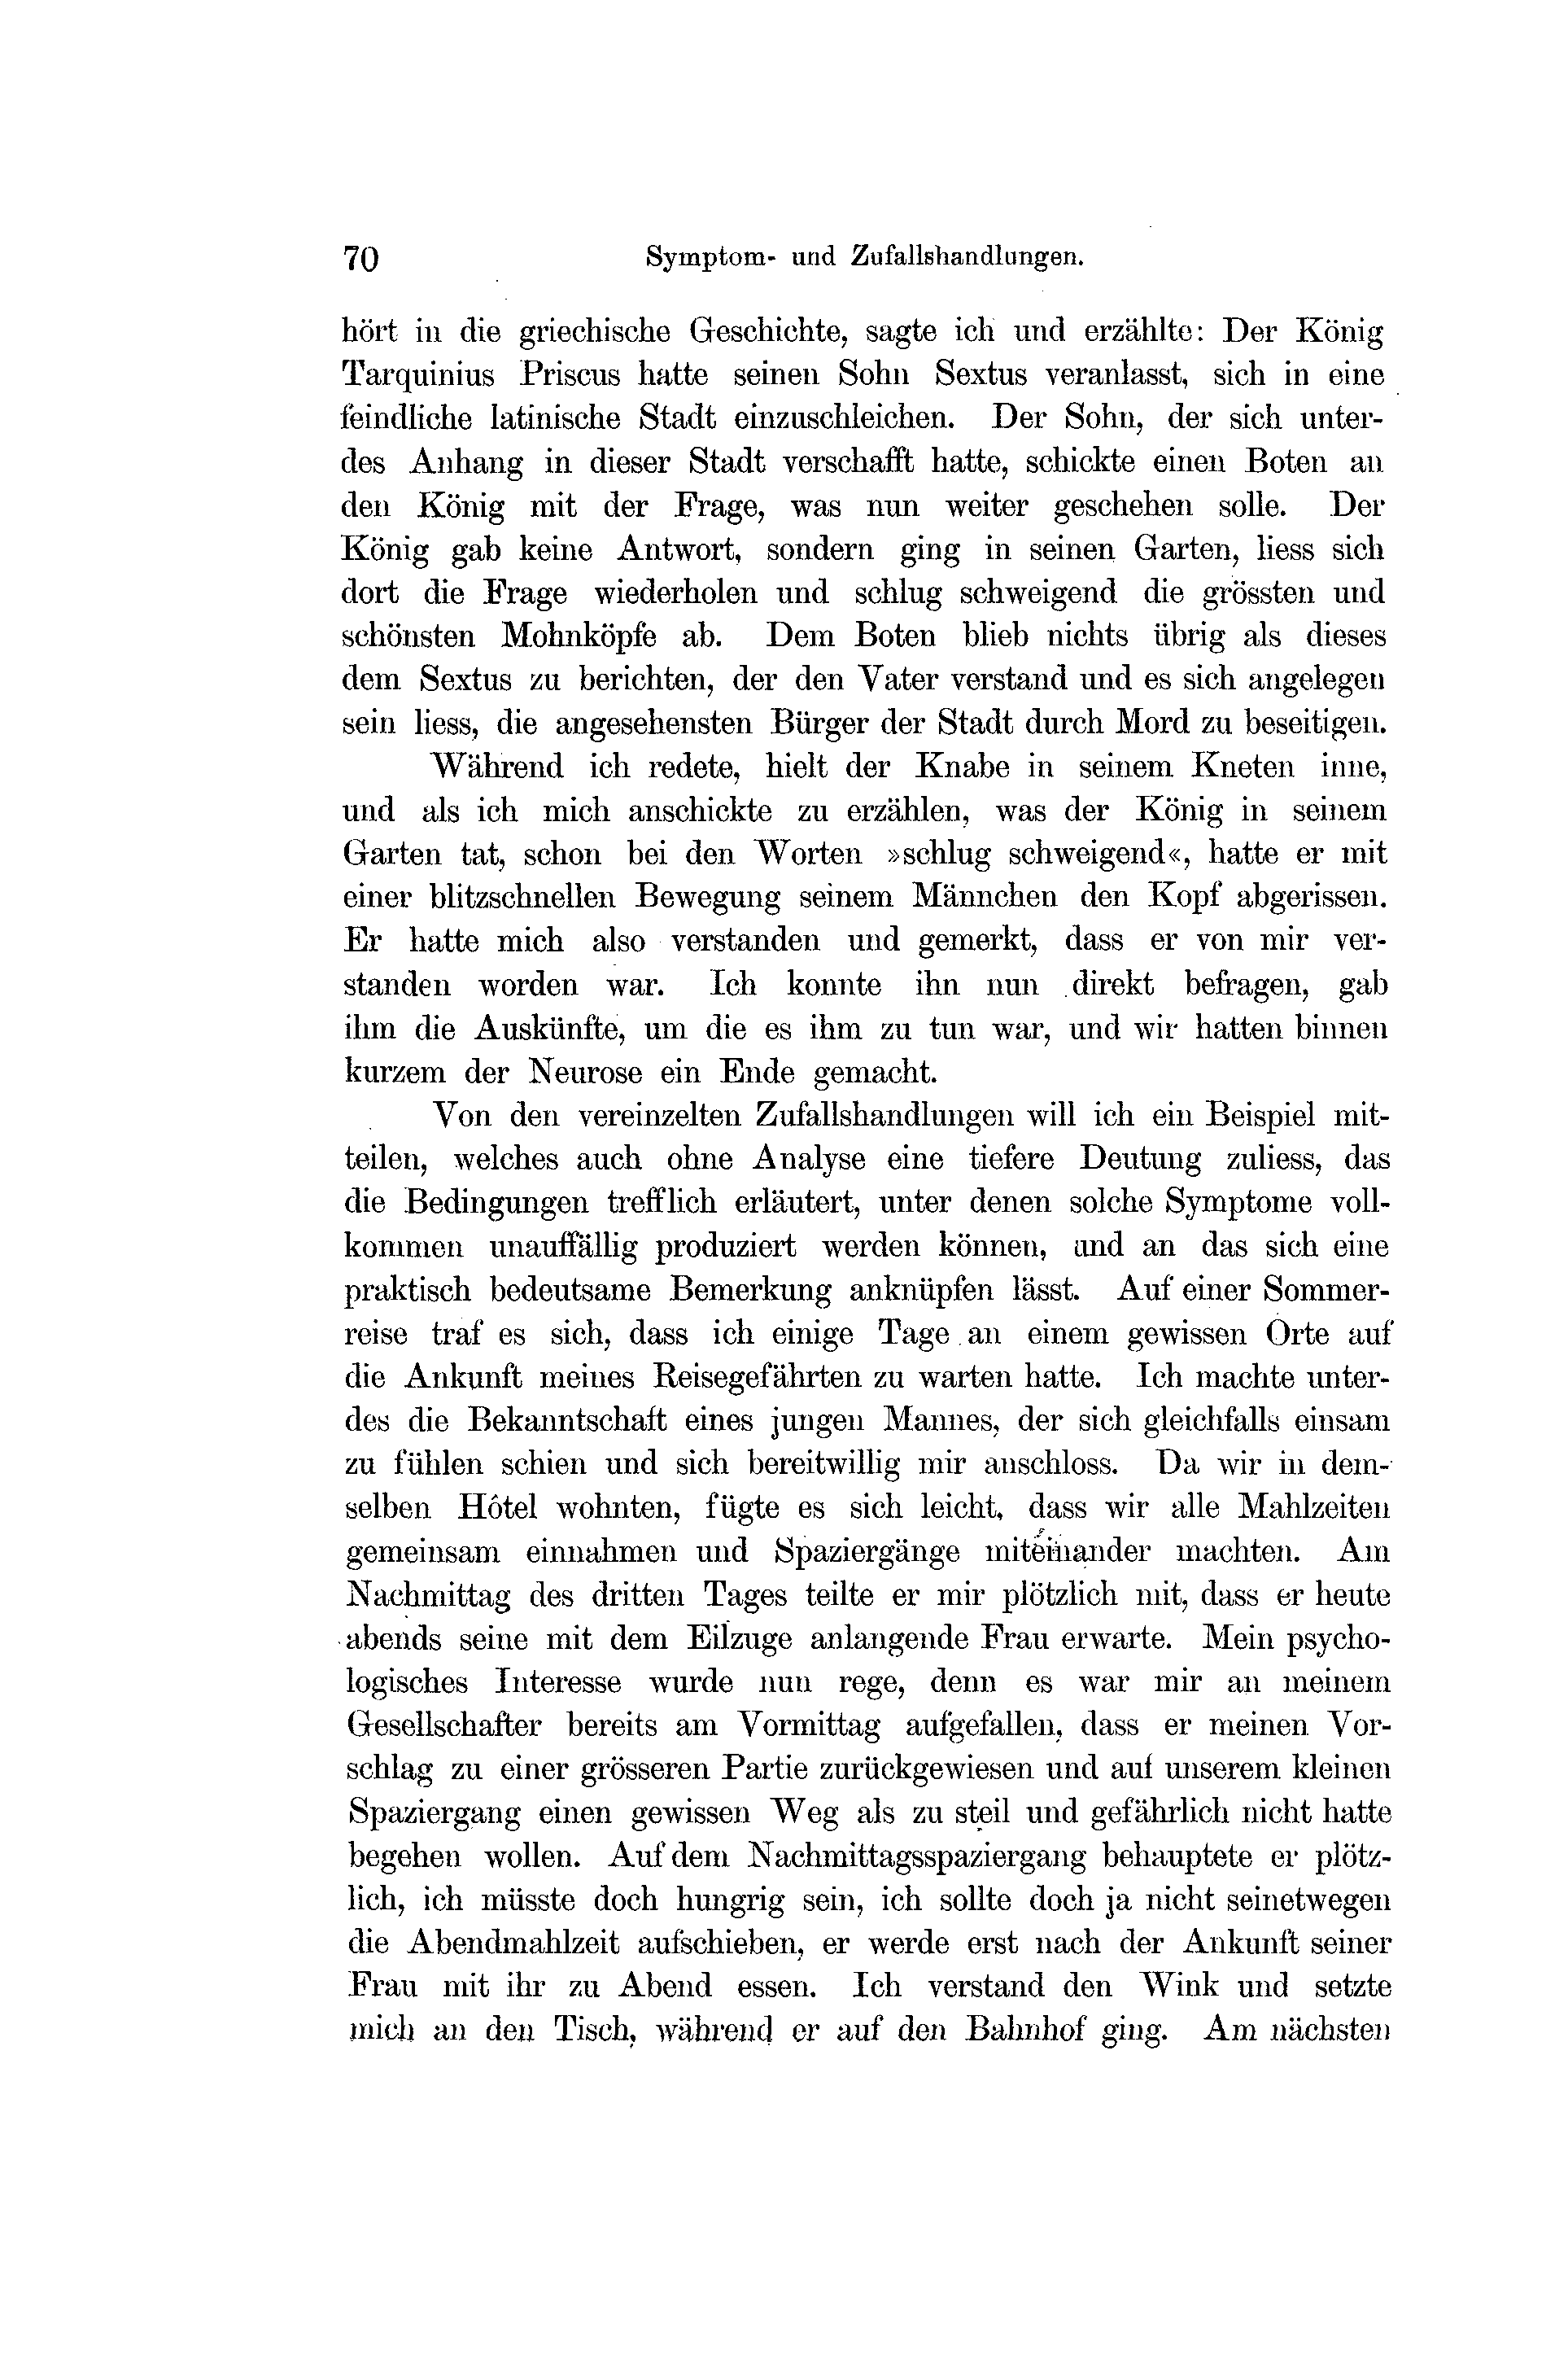 70 Symptom- und Zufallshandlungen.
hört in die griechische Geschichte, sagte ich und erzählte: Der König
Tarquinius Priscus hatte seinen Sohn Sextus veranlasst, sich in eine
feindliche latinische Stadt einzuschleichen. Der Sohn, der sich unter-
des Anhang in dieser Stadt verschafft hatte, schickte einen Boten an
den König mit der Frage, was nun weiter geschehen solle. Der
König gab keine Antwort, sondern ging in seinen Garten, liess sich
dort die Frage wiederholen und schlug schweigend die grössten und
schönsten Mohnköpfe ab. Dem Boten blieb nichts übrig als dieses
dem Sextus zu berichten, der den Vater verstand und es sich angelegen
sein liess, die angesehensten Bürger der Stadt durch Mord zu beseitigen.
Während ich redete, hielt der Knabe in seinem Kneten inne,
und als ich mich anschickte zu erzählen, was der König in seinem
Garten tat, schon bei den Worten »schlug schweigend«, hatte er mit
einer blitzschnellen Bewegung seinem Männchen den Kopf abgerissen.
Er hatte mich also verstanden und gemerkt, dass er von mir ver-
standen worden war. Ich konnte ihn nun direkt befragen, gab
ihm die Auskünfte, um die es ihm zu tun war, und wir hatten binnen
kurzem der Neurose ein Ende gemacht.
Von den vereinzelten Zufallshandlungen will ich ein Beispiel mit-
teilen, welches auch ohne Analyse eine tiefere Deutung zuliess, das
die Bedingungen trefflich erläutert, unter denen solche Symptome voll-
kommen unauffällig produziert werden können, und an das sich eine
praktisch bedeutsame Bemerkung anknüpfen lässt. Auf einer Sommer-
reise traf es sich, dass ich einige Tage an einem gewissen Orte auf
die Ankunft meines Reisegefährten zu warten hatte. Ich machte unter-
des die Bekanntschaft eines jungen Mannes, der sich gleichfalls einsam
zu fühlen schien und sich bereitwillig mir anschloss. Da wir in dem-
selben Hôtel wohnten, fügte es sich leicht, dass wir alle Mahlzeiten
gemeinsam einnahmen und Spaziergänge miteinander machten. Am
Nachmittag des dritten Tages teilte er mir plötzlich mit, dass er heute
abends seine mit dem Eilzuge anlangende Frau erwarte. Mein psycho-
logisches Interesse wurde nun rege, denn es war mir an meinem
Gesellschafter bereits am Vormittag aufgefallen, dass er meinen Vor-
schlag zu einer grösseren Partie zurückgewiesen und auf unserem kleinen
Spaziergang einen gewissen Weg als zu steil und gefährlich nicht hatte
begehen wollen. Auf dem Nachmittagsspaziergang behauptete er plötz-
lich, ich müsste doch hungrig sein, ich sollte doch ja nicht seinetwegen
die Abendmahlzeit aufschieben, er werde erst nach der Ankunft seiner
Frau mit ihr zu Abend essen. Ich verstand den Wink und setzte
mich an den Tisch, während er auf den Bahnhof ging. Am nächsten